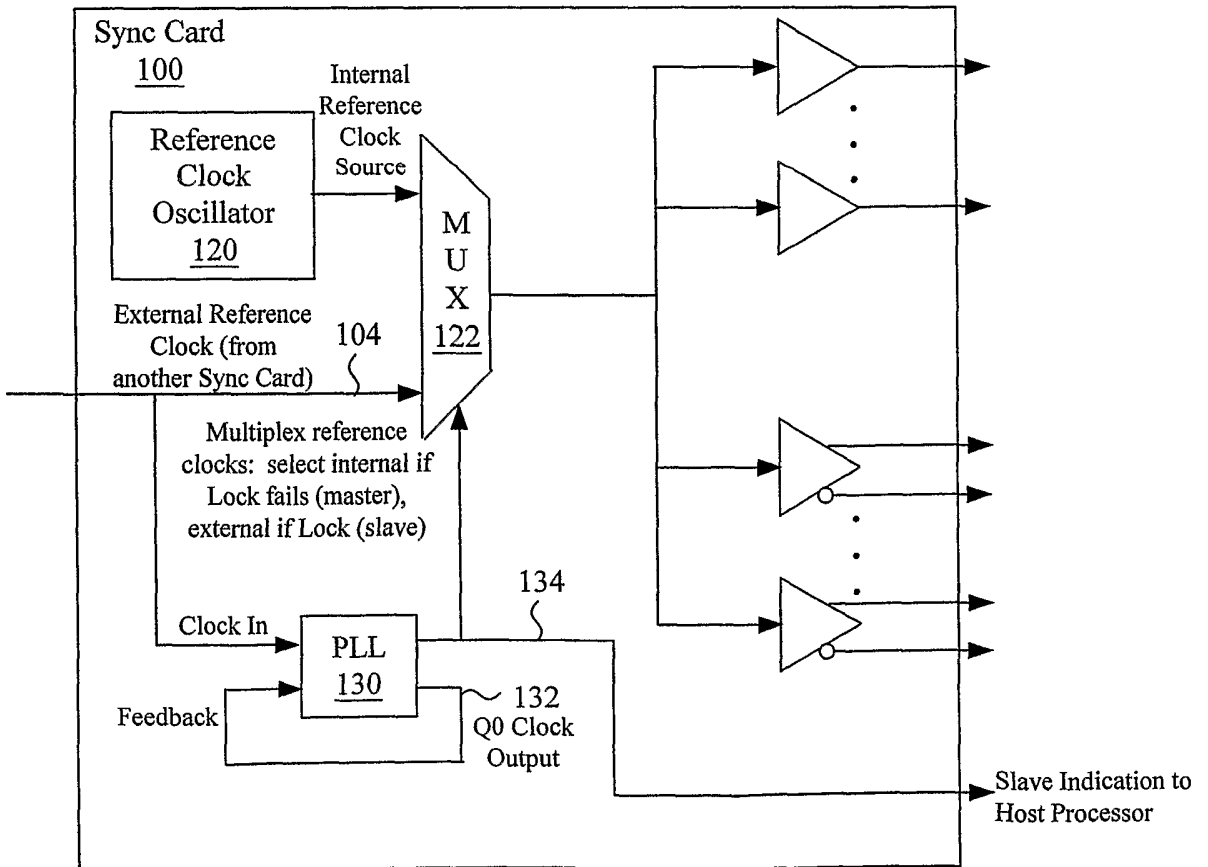 Sync Card
100
Internal
Reference
Clock
Source
Reference
Clock
Oscillator
120
M
U
X
122
External Reference
Clock (from
another Sync Card)
104
Multiplex reference
clocks: select internal if
Lock fails (master),
external if Lock (slave)
134
Clock In
PLL
130
132
Feedback
Q0 Clock
Output
Slave Indication to
Host Processor